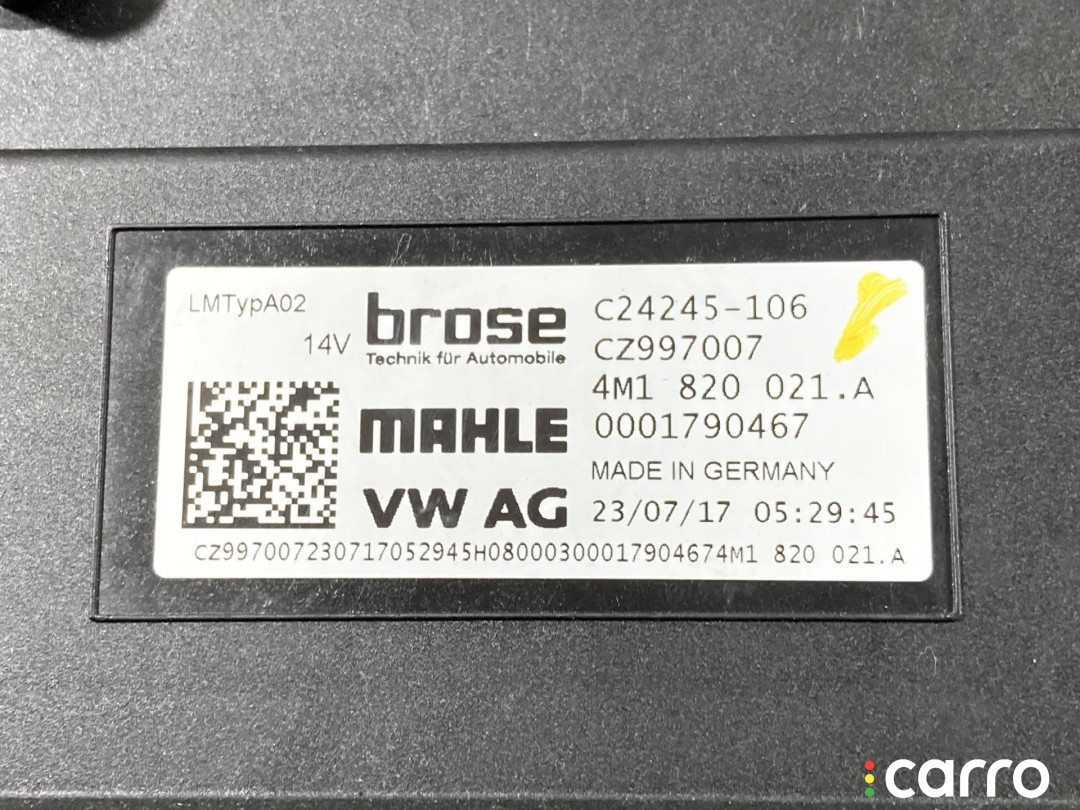 LMTypA02
14V
brose
Technik für Automobile
MAHLE
VW AG
C24245-106
CZ997007
4M1 820 021.A
0001790467
MADE IN GERMANY
23/07/17 05:29:45
CZ997007230717052945H08000300017904674M1 820 021.A
carro